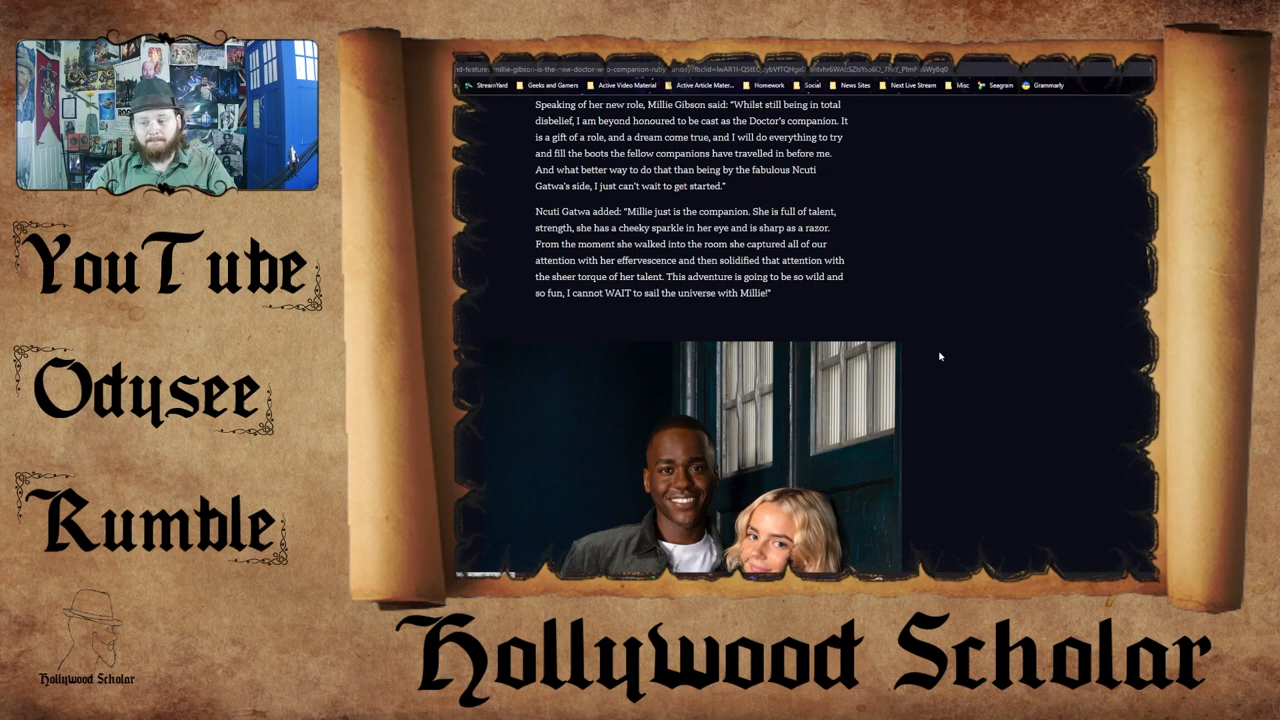 StreamYard Geeks and Gamers Active Video Material Active Article Mater... Homework Social News Sites Next Live Stream Misc Seagram Grammarly
Speaking of her new role, Millie Gibson said: “Whilst still being in total
disbelief, I am beyond honoured to be cast as the Doctor's companion. It
is a gift of a role, and a dream come true, and I will do everything to try
and fill the boots the fellow companions have travelled in before me.
And what better way to do that than being by the fabulous Ncuti
Gatwa's side, I just can't wait to get started.”
Ncuti Gatwa added: “Millie just is the companion. She is full of talent,
strength, she has a cheeky sparkle in her eye and is sharp as a razor.
From the moment she walked into the room she captured all of our
attention with her effervescence and then solidified that attention with
the sheer torque of her talent. This adventure is going to be so wild and
so fun, I cannot WAIT to sail the universe with Millie!”
YouTube
Odysee
Rumble
Hollywood Scholar
Hollywood Scholar